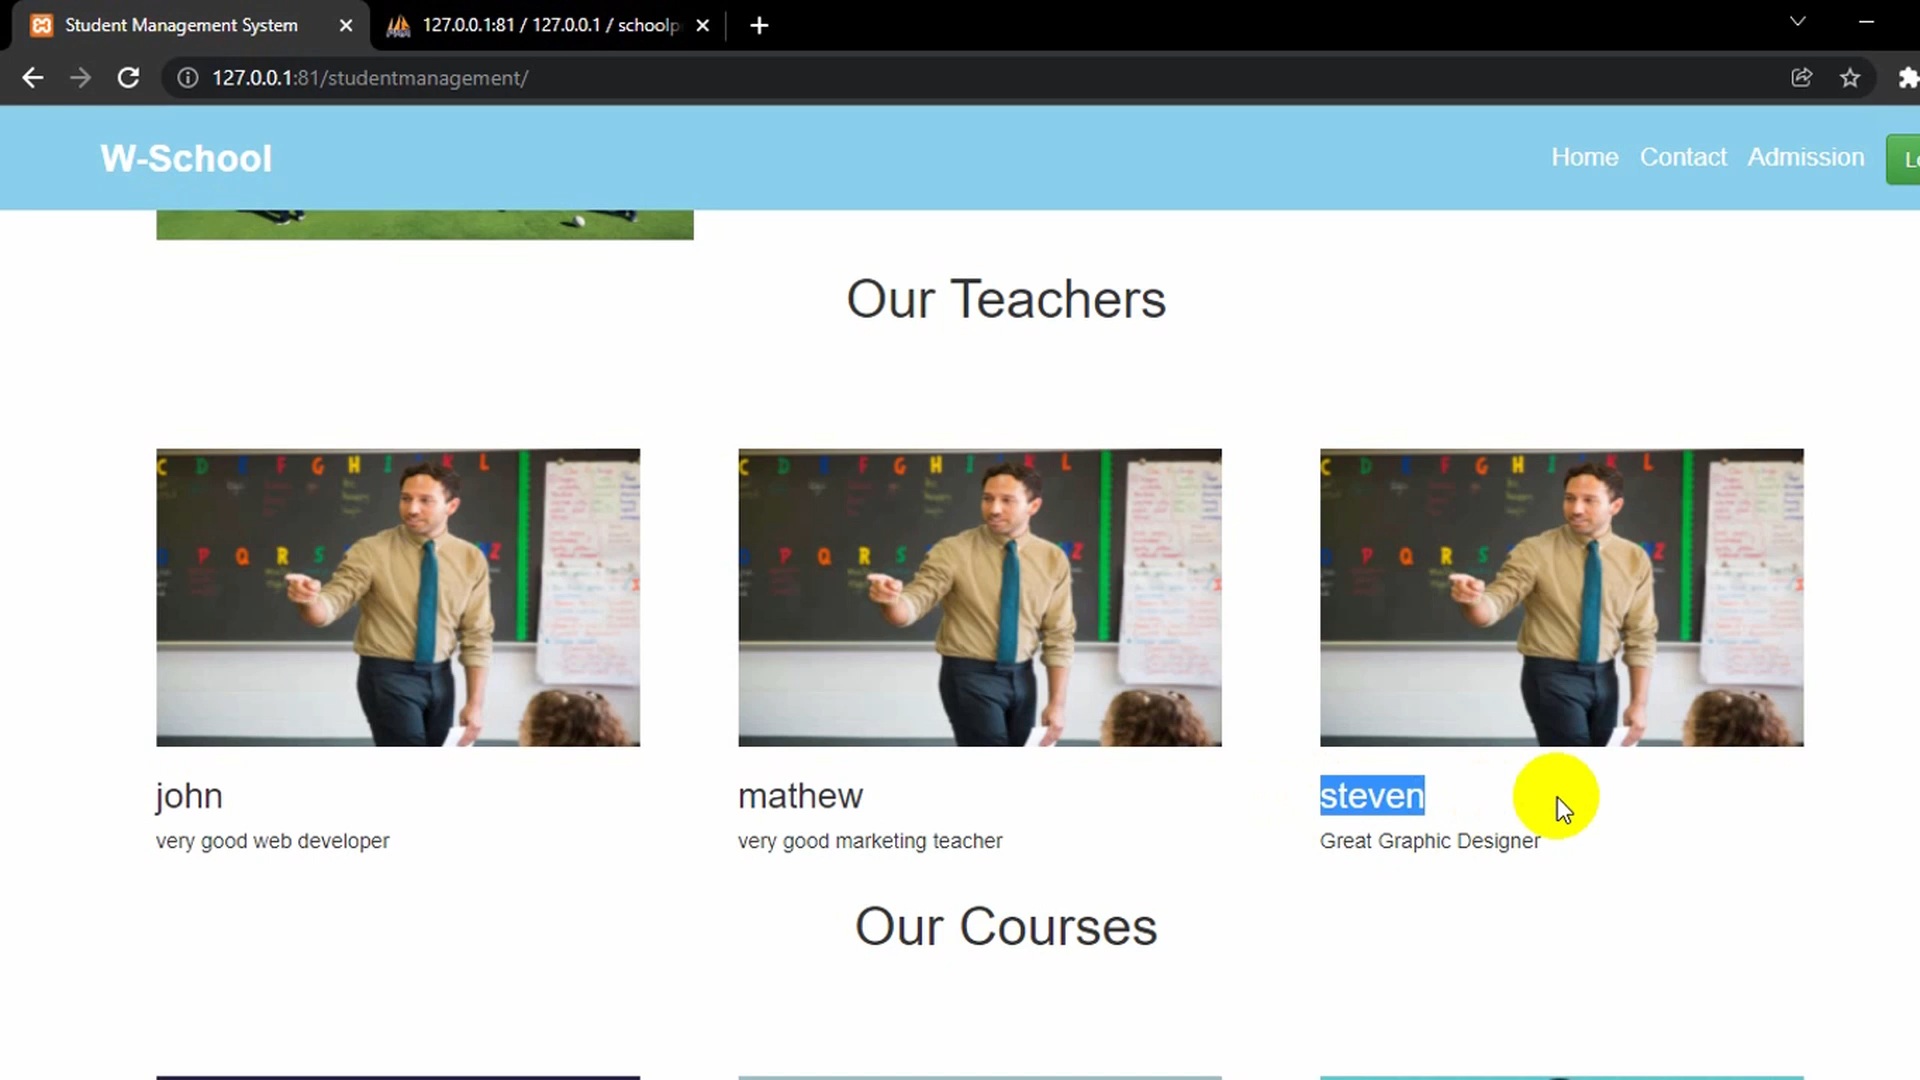 Student Management System
127.0.0.1:81 / 127.0.0.1 / schoolp
127.0.0.1:81/studentmanagement/
W-School
Home Contact Admission
Our Teachers
C D E F G H I K L
P Q R S Z
C D E F G H I K L
P Q R S Z
C D E F G H I K L
P Q R S Z
john
mathew
steven
very good web developer
very good marketing teacher
Great Graphic Designer
Our Courses